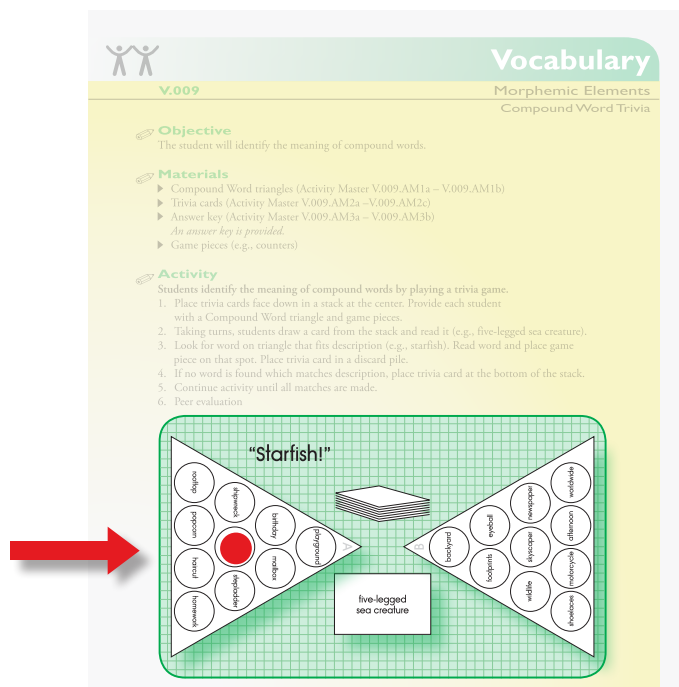 Vocabulary
V.009
Morphemic Elements
Compound Word Trivia
Objective
The student will identify the meaning of compound words.
Materials
Compound Word triangles (Activity Master V.009.AM1a – V.009.AM1b)
Trivia cards (Activity Master V.009.AM2a –V.009.AM2c)
Answer key (Activity Master V.009.AM3a – V.009.AM3b)
An answer key is provided.
Game pieces (e.g., counters)
Activity
Students identify the meaning of compound words by playing a trivia game.
1. Place trivia cards face down in a stack at the center. Provide each student
with a Compound Word triangle and game pieces.
2. Taking turns, students draw a card from the stack and read it (e.g., five-legged sea creature).
3. Look for word on triangle that fits description (e.g., starfish). Read word and place game
piece on that spot. Place trivia card in a discard pile.
4. If no word is found which matches description, place trivia card at the bottom of the stack.
5. Continue activity until all matches are made.
6. Peer evaluation
“Starfish!”
rooftop
popcorn
haircut
homework
shipwreck
stepladder
birthday
mailbox
playground
A
five-legged
sea creature
B
backyard
eyeball
footprints
newspaper
skyscaper
wildlife
worldwide
afternoon
motorcycle
shoelaces